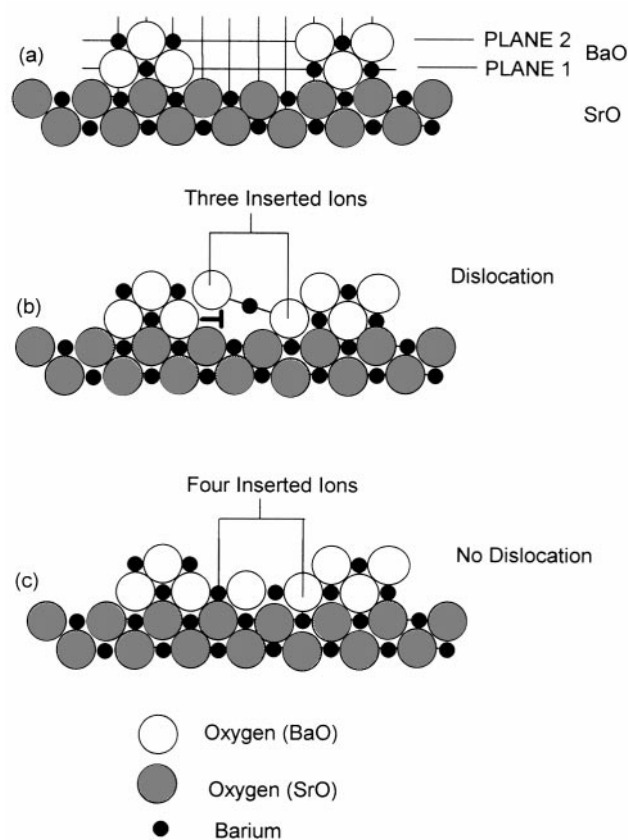 (a)
PLANE 2
BaO
PLANE 1
SrO
Three Inserted Ions
Dislocation
(b)
Four Inserted Ions
No Dislocation
(c)
Oxygen (BaO)
Oxygen (SrO)
Barium